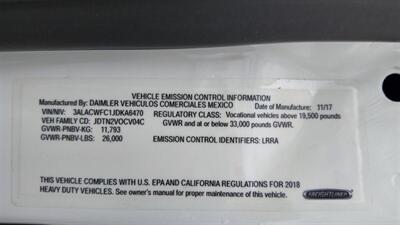 VEHICLE EMISSION CONTROL INFORMATION
Manufactured By: DAIMLER VEHICULOS COMERCIALES MEXICO Date of Manufacture: 11/17
VIN/NIV: 3ALACWFC1JDKA6470 REGULATORY CLASS: Vocational vehicles above 19,500 pounds
VEH FAMILY CD: JDTN2VOCV04C GVWR and at or below 33,000 pounds GVWR.
GVWR-PNBV-KG: 11,793
GVWR-PNBV-LBS: 26,000 EMISSION CONTROL IDENTIFIERS: LRRA
THIS VEHICLE COMPLIES WITH U.S. EPA AND CALIFORNIA REGULATIONS FOR 2018
HEAVY DUTY VEHICLES. See owner's manual for proper maintenance of this vehicle.
FREIGHTLINER